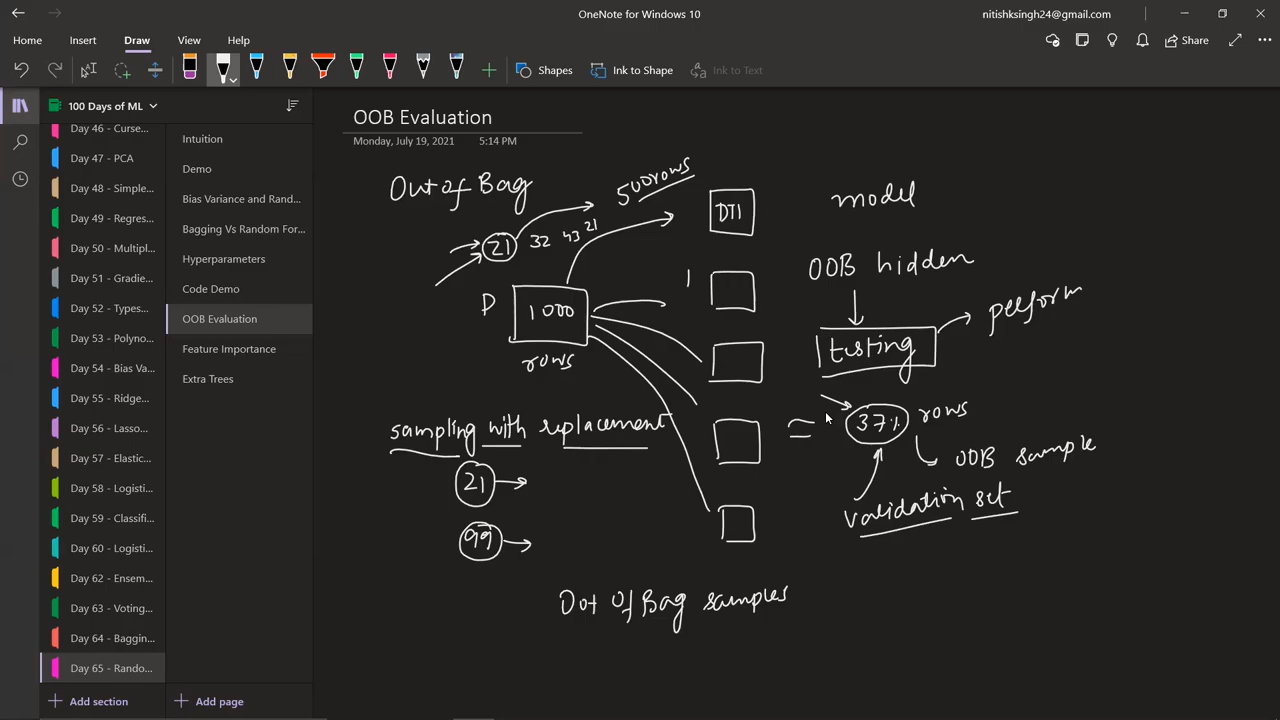 OneNote for Windows 10
nitishksingh24@gmail.com
Home Insert Draw View Help
Share
Shapes
Ink to Shape
Ink to Text
100 Days of ML
Day 46 - Curse...
Day 47 - PCA
Day 48 - Simple...
Day 49 - Regres...
Day 50 - Multipl...
Day 51 - Gradie...
Day 52 - Types...
Day 53 - Polyno...
Day 54 - Bias Va...
Day 55 - Ridge...
Day 56 - Lasso...
Day 57 - Elastic...
Day 58 - Logisti...
Day 59 - Classifi...
Day 60 - Logisti...
Day 62 - Ensem...
Day 63 - Voting...
Day 64 - Baggin...
Day 65 - Rando...
Add section
Intuition
Demo
Bias Variance and Rand...
Bagging Vs Random For...
Hyperparameters
Code Demo
OOB Evaluation
Feature Importance
Extra Trees
Add page
OOB Evaluation
Monday, July 19, 2021 5:14 PM
Out of Bag
500 rows
21 32 43 21
DT1
D
1000
rows
sampling with replacement
21
99
Out Of Bag samples
model
OOB hidden
testing
perform
= 37% rows
OOB sample
validation set